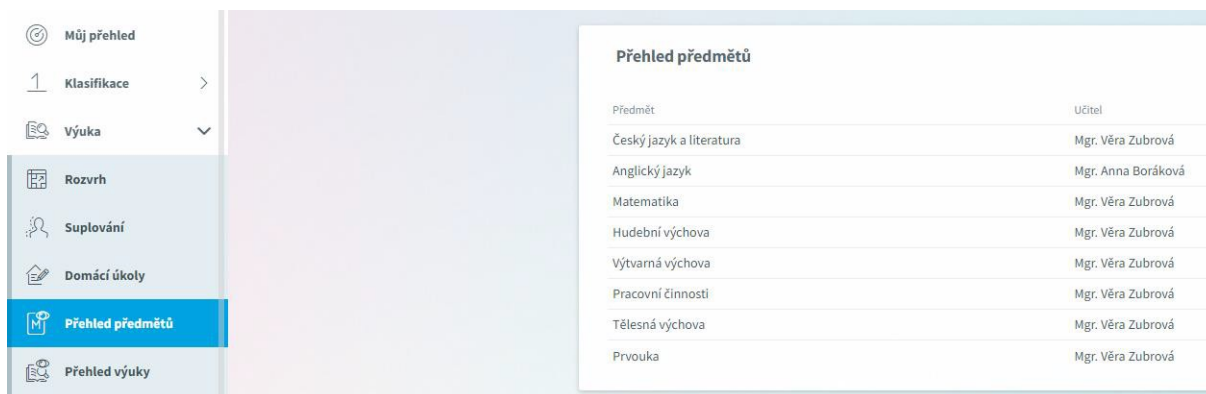 Můj přehled
1 Klasifikace
Výuka
Rozvrh
Suplování
Domácí úkoly
M Přehled předmětů
Přehled výuky
Přehled předmětů
Předmět Učitel
Český jazyk a literatura Mgr. Věra Zubrová
Anglický jazyk Mgr. Anna Boráková
Matematika Mgr. Věra Zubrová
Hudební výchova Mgr. Věra Zubrová
Výtvarná výchova Mgr. Věra Zubrová
Pracovní činnosti Mgr. Věra Zubrová
Tělesná výchova Mgr. Věra Zubrová
Prvouka Mgr. Věra Zubrová